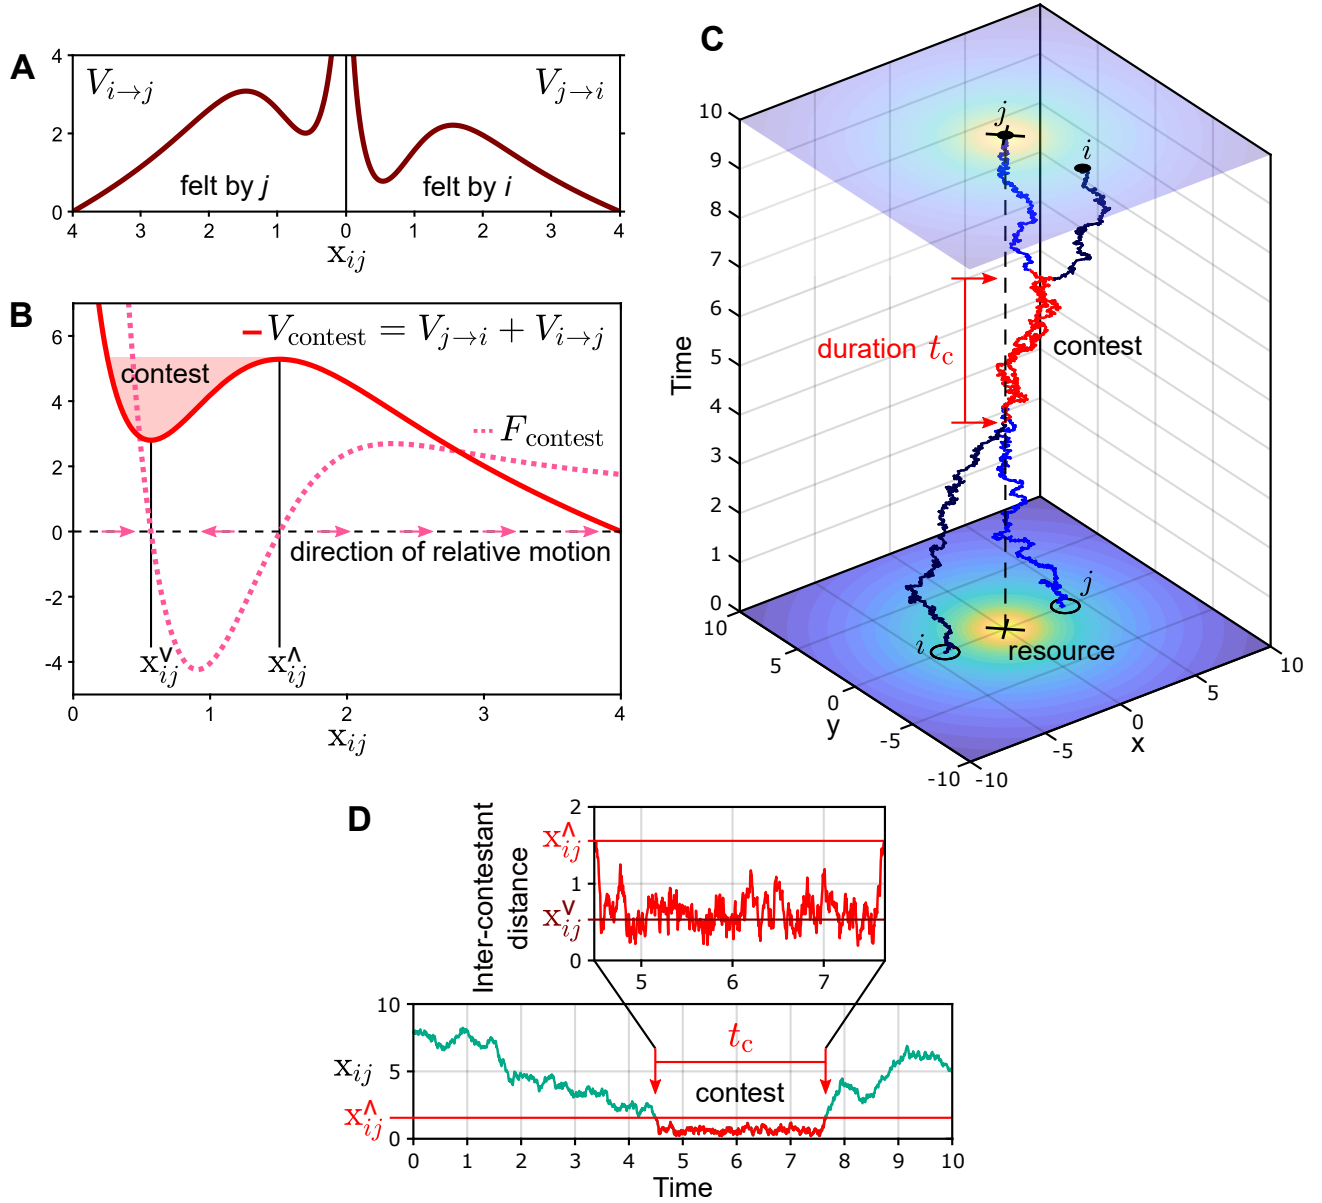 A
4
2
0
V_{i→j}
V_{j→i}
felt by j
felt by i
4 3 2 1 0 1 2 3 4
x_{ij}
B
6
4
2
0
-2
-4
V_{contest} = V_{j→i} + V_{i→j}
contest
F_{contest}
direction of relative motion
x^∨_{ij}
x^∧_{ij}
0 1 2 3 4
x_{ij}
C
10
9
8
7
6
5
4
3
2
1
0
Time
j
i
duration t_c
contest
j
i
resource
10
5
0
-5
-10
y
-10
-5
0
5
10
x
D
Inter-contestant
distance
2
1
0
x^∧_{ij}
x^∨_{ij}
5 6 7
10
5
0
x_{ij}
x^∧_{ij}
t_c
contest
0 1 2 3 4 5 6 7 8 9 10
Time